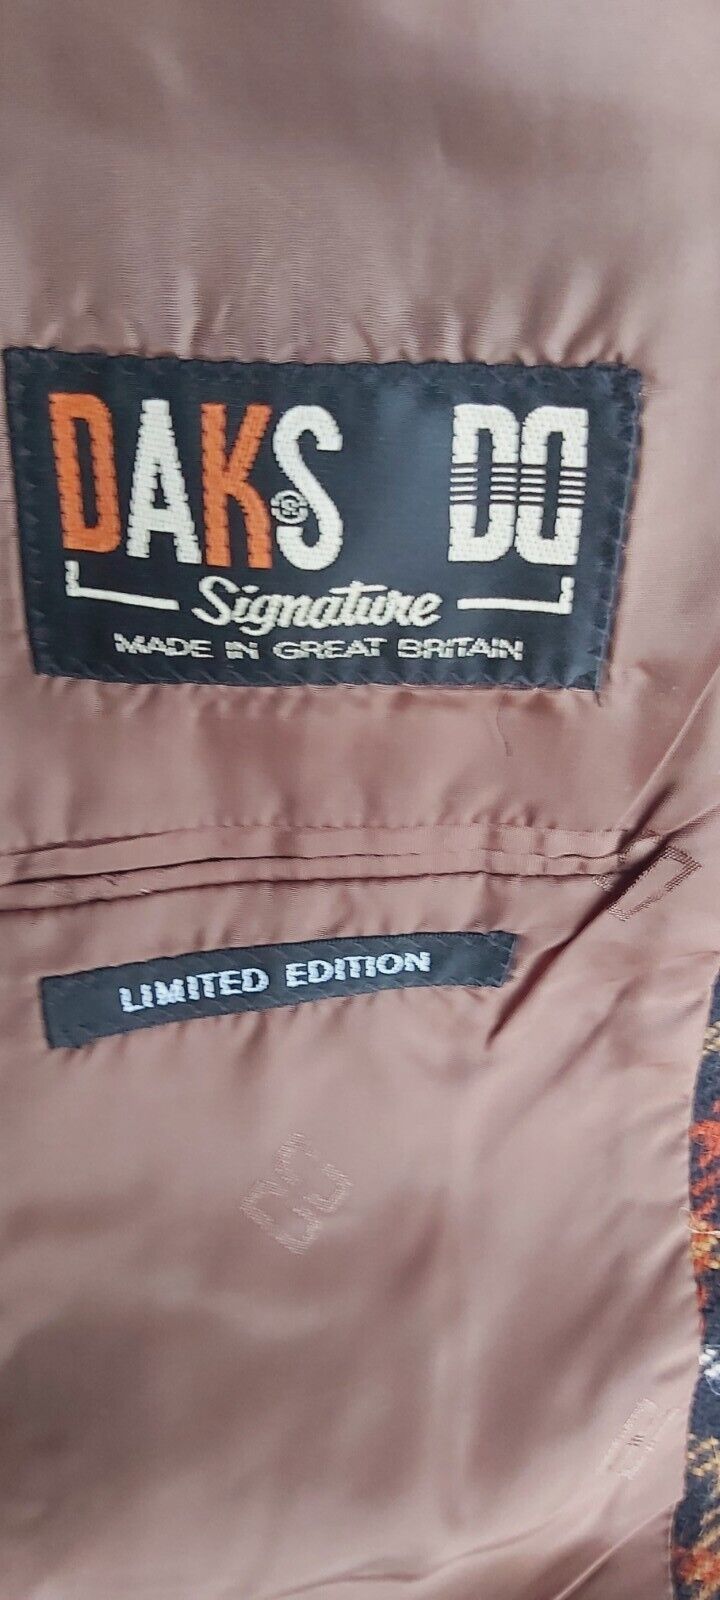 DAKS DD
Signature
MADE IN GREAT BRITAIN
LIMITED EDITION